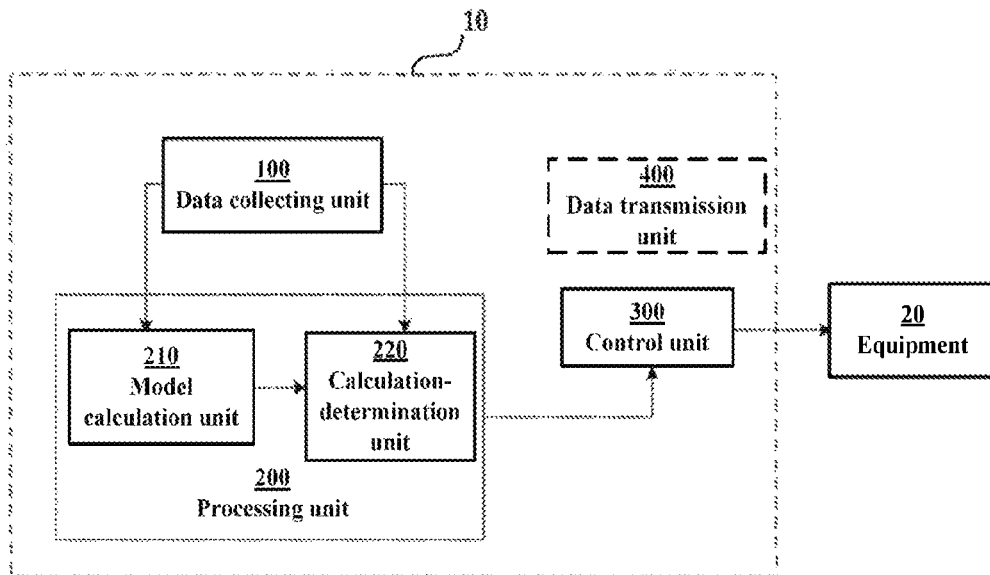 10
100
Data collecting unit
400
Data transmission
unit
210
Model
calculation unit
220
Calculation-
determination
unit
200
Processing unit
300
Control unit
20
Equipment